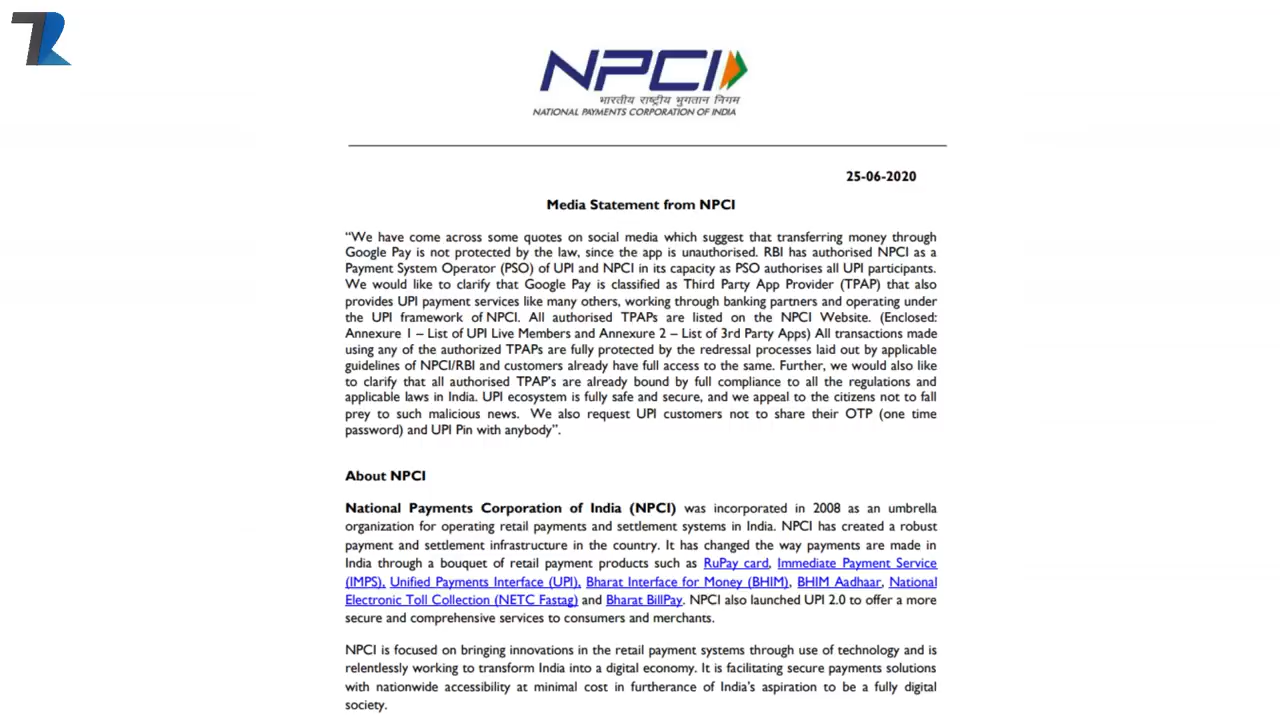 NPCI
भारतीय राष्ट्रीय भुगतान निगम
NATIONAL PAYMENTS CORPORATION OF INDIA
25-06-2020
Media Statement from NPCI
“We have come across some quotes on social media which suggest that transferring money through
Google Pay is not protected by the law, since the app is unauthorised. RBI has authorised NPCI as a
Payment System Operator (PSO) of UPI and NPCI in its capacity as PSO authorises all UPI participants.
We would like to clarify that Google Pay is classified as Third Party App Provider (TPAP) that also
provides UPI payment services like many others, working through banking partners and operating under
the UPI framework of NPCI. All authorised TPAPs are listed on the NPCI Website. (Enclosed:
Annexure 1 – List of UPI Live Members and Annexure 2 – List of 3rd Party Apps) All transactions made
using any of the authorized TPAPs are fully protected by the redressal processes laid out by applicable
guidelines of NPCI/RBI and customers already have full access to the same. Further, we would also like
to clarify that all authorised TPAP’s are already bound by full compliance to all the regulations and
applicable laws in India. UPI ecosystem is fully safe and secure, and we appeal to the citizens not to fall
prey to such malicious news. We also request UPI customers not to share their OTP (one time
password) and UPI Pin with anybody”.
About NPCI
National Payments Corporation of India (NPCI) was incorporated in 2008 as an umbrella
organization for operating retail payments and settlement systems in India. NPCI has created a robust
payment and settlement infrastructure in the country. It has changed the way payments are made in
India through a bouquet of retail payment products such as RuPay card, Immediate Payment Service
(IMPS), Unified Payments Interface (UPI), Bharat Interface for Money (BHIM), BHIM Aadhaar, National
Electronic Toll Collection (NETC Fastag) and Bharat BillPay. NPCI also launched UPI 2.0 to offer a more
secure and comprehensive services to consumers and merchants.
NPCI is focused on bringing innovations in the retail payment systems through use of technology and is
relentlessly working to transform India into a digital economy. It is facilitating secure payments solutions
with nationwide accessibility at minimal cost in furtherance of India’s aspiration to be a fully digital
society.